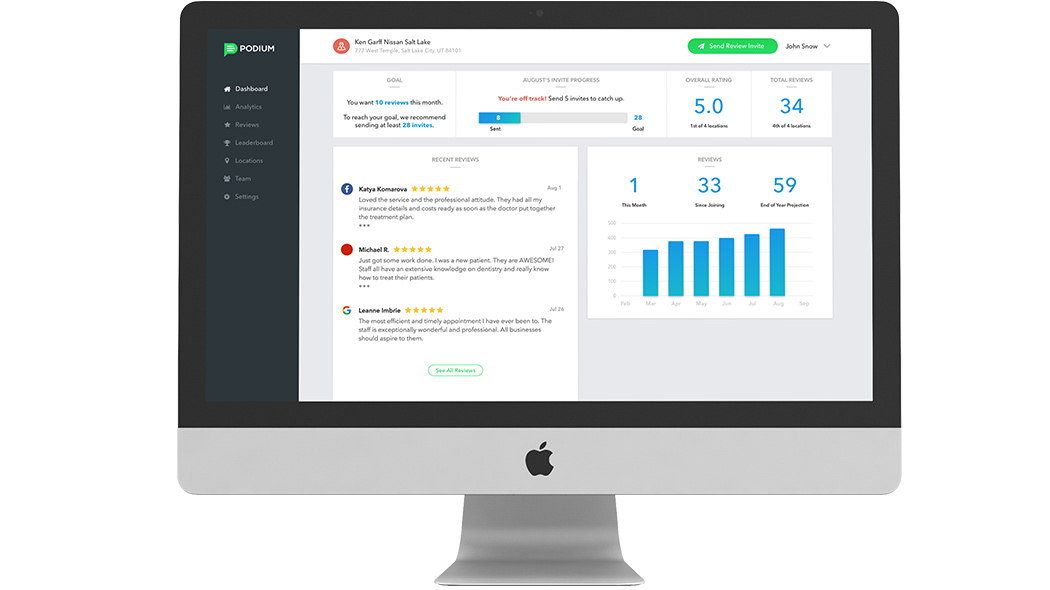 PODIUM
Dashboard
Analytics
Reviews
Leaderboard
Locations
Team
Settings
Ken Garff Nissan Salt Lake
777 West Temple, Salt Lake City, UT 84101
Send Review Invite
John Snow
GOAL
You want 10 reviews this month.
To reach your goal, we recommend
sending at least 28 invites.
AUGUST'S INVITE PROGRESS
You're off track! Send 5 invites to catch up.
8
28
Sent
Goal
OVERALL RATING
5.0
1st of 4 locations
TOTAL REVIEWS
34
4th of 4 locations
RECENT REVIEWS
Katya Komarova
Aug 1
Loved the service and the professional attitude. They had all my
insurance details and costs ready as soon as the doctor put together
the treatment plan.
Michael R.
Jul 27
Just got some work done. I was a new patient. They are AWESOME!
Staff all have an extensive knowledge on dentistry and really know
how to treat their patients.
Leanne Imbrie
Jul 26
The most efficient and timely appointment I have ever been to. The
staff is exceptionally wonderful and professional. All businesses
should aspire to them.
See All Reviews
REVIEWS
1
33
59
This Month
Since Joining
End of Year Projection
500
400
300
200
100
0
Feb Mar Apr May Jun Jul Aug Sep